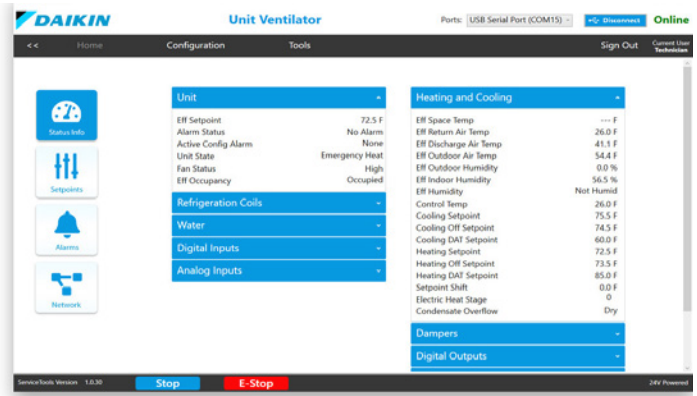 DAIKIN
Unit Ventilator
Ports: USB Serial Port (COM15)
Disconnect
Online
<<
Home
Configuration
Tools
Sign Out
Current User
Technician
Status Info
Setpoints
Alarms
Network
Unit
Eff Setpoint 72.5 F
Alarm Status No Alarm
Active Config Alarm None
Unit State Emergency Heat
Fan Status High
Eff Occupancy Occupied
Refrigeration Coils
Water
Digital Inputs
Analog Inputs
Heating and Cooling
Eff Space Temp --- F
Eff Return Air Temp 26.0 F
Eff Discharge Air Temp 41.1 F
Eff Outdoor Air Temp 54.4 F
Eff Outdoor Humidity 0.0 %
Eff Indoor Humidity 56.5 %
Eff Humidity Not Humid
Control Temp 26.0 F
Cooling Setpoint 75.5 F
Cooling Off Setpoint 74.5 F
Cooling DAT Setpoint 60.0 F
Heating Setpoint 72.5 F
Heating Off Setpoint 73.5 F
Heating DAT Setpoint 85.0 F
Setpoint Shift 0.0 F
Electric Heat Stage 0
Condensate Overflow Dry
Dampers
Digital Outputs
ServiceTools Version 1.0.30
Stop
E-Stop
24V Powered